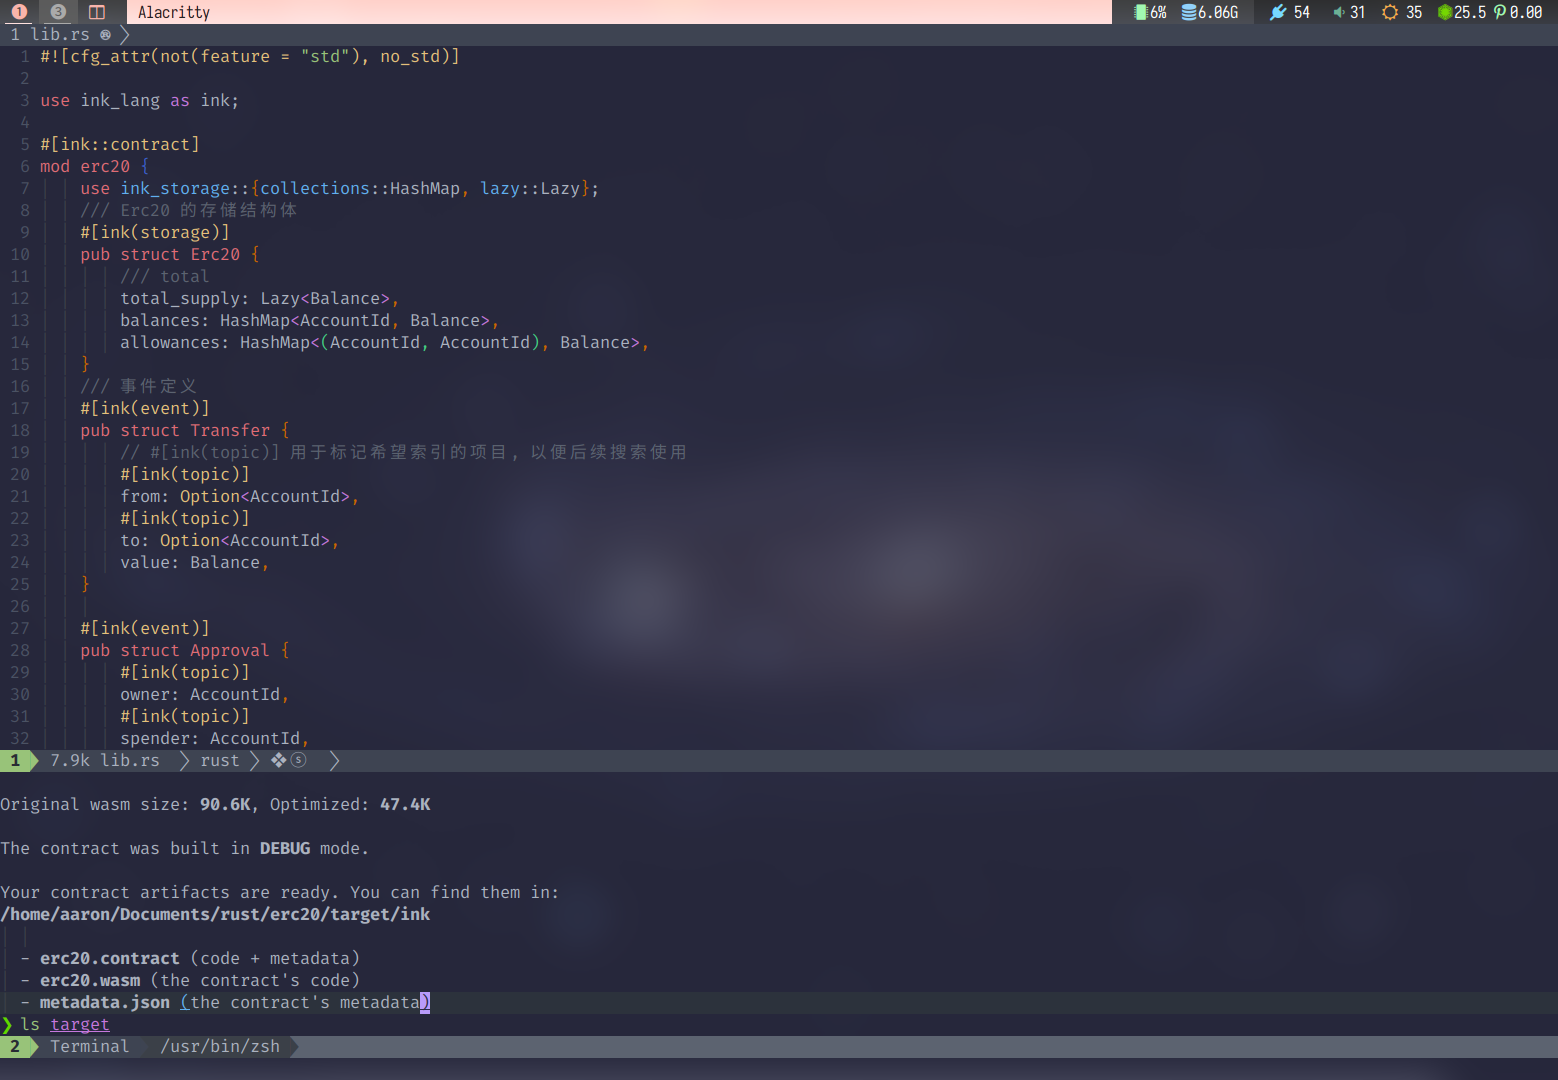 1 3 Alacritty 6% 6.06G 54 31 35 25.5 0.00
1 lib.rs
1 #![cfg_attr(not(feature = "std"), no_std)]
2
3 use ink_lang as ink;
4
5 #[ink::contract]
6 mod erc20 {
7 use ink_storage::{collections::HashMap, lazy::Lazy};
8 /// Erc20 的存储结构体
9 #[ink(storage)]
10 pub struct Erc20 {
11 /// total
12 total_supply: Lazy<Balance>,
13 balances: HashMap<AccountId, Balance>,
14 allowances: HashMap<(AccountId, AccountId), Balance>,
15 }
16 /// 事件定义
17 #[ink(event)]
18 pub struct Transfer {
19 // #[ink(topic)] 用于标记希望索引的项目, 以便后续搜索使用
20 #[ink(topic)]
21 from: Option<AccountId>,
22 #[ink(topic)]
23 to: Option<AccountId>,
24 value: Balance,
25 }
26
27 #[ink(event)]
28 pub struct Approval {
29 #[ink(topic)]
30 owner: AccountId,
31 #[ink(topic)]
32 spender: AccountId,
1 7.9k lib.rs rust
Original wasm size: 90.6K, Optimized: 47.4K
The contract was built in DEBUG mode.
Your contract artifacts are ready. You can find them in:
/home/aaron/Documents/rust/erc20/target/ink
- erc20.contract (code + metadata)
- erc20.wasm (the contract's code)
- metadata.json (the contract's metadata)
❯ ls target
2 Terminal /usr/bin/zsh